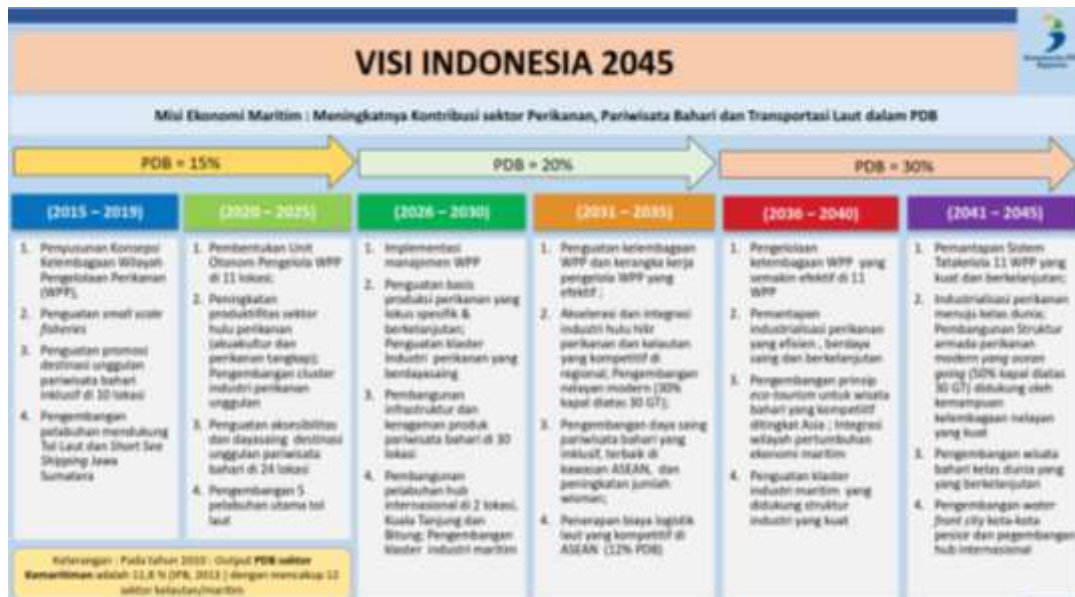 VISI INDONESIA 2045
Misi Ekonomi Maritim : Meningkatnya Kontribusi sektor Perikanan, Pariwisata Bahari dan Transportasi Laut dalam PDB
PDB = 15%
PDB = 20%
PDB = 30%
(2015 – 2019)
1. Penyusunan Konsepsi
Kelembagaan Wilayah
Pengelolaan Perikanan
(WPP),
2. Penguatan small scale
fisheries
3. Penguatan promosi
destinasi unggulan
pariwisata bahari
inklusif di 10 lokasi
4. Pengembangan
pelabuhan mendukung
Tol Laut dan Short Sea
Shipping Jawa
Sumatara
(2020 – 2025)
1. Pembentukan Unit
Otonom Pengelola WPP
di 11 lokasi;
2. Peningkatan
produktifitas sektor
hulu perikanan
(akuakultur dan
perikanan tangkap);
Pengembangan cluster
industri perikanan
unggulan
3. Penguatan aksesibilitas
dan dayasaing destinasi
unggulan pariwisata
bahari di 24 lokasi
4. Pengembangan 5
pelabuhan utama tol
laut
(2026 – 2030)
1. Implementasi
manajemen WPP
2. Penguatan basis
produksi perikanan yang
lokus spesifik &
berkelanjutan;
Penguatan klaster
Industri perikanan yang
berdayasaing
3. Pembangunan
infrastruktur dan
keragaman produk
pariwisata bahari di 30
lokasi
4. Pembangunan
pelabuhan hub
internasional di 2 lokasi,
Kuala Tanjung dan
Bitung; Pengembangan
klaster industri maritim
(2031 – 2035)
1. Penguatan kelembagaan
WPP dan kerangka kerja
pengelola WPP yang
efektif ;
2. Akselerasi dan integrasi
industri hulu hilir
perikanan dan kelautan
yang kompetitif di
regional; Pengembangan
nelayan modern (30%
kapal diatas 30 GT);
3. Pengembangan daya saing
pariwisata bahari yang
inklusif, terbaik di
kawasan ASEAN, dan
peningkatan jumlah
wisman;
4. Penerapan biaya logistik
laut yang kompetitif di
ASEAN (12% PDB)
(2036 – 2040)
1. Pengelolaan
kelembagaan WPP yang
semakin efektif di 11
WPP
2. Pemantapan
industrialisasi perikanan
yang efisien , berdaya
saing dan berkelanjutan
3. Pengembangan prinsip
eco-tourism untuk wisata
bahari yang kompetitif
ditingkat Asia ; Integrasi
wilayah pertumbuhan
ekonomi maritim
4. Penguatan klaster
industri maritim yang
didukung struktur
industri yang kuat
(2041 – 2045)
1. Pemantapan Sistem
Tatakelola 11 WPP yang
kuat dan berkelanjutan;
2. Industrialisasi perikanan
menuju kelas dunia;
Pembangunan Struktur
armada perikanan
modern yang ocean
going (50% kapal diatas
30 GT) didukung oleh
kemampuan
kelembagaan nelayan
yang kuat
3. Pengembangan wisata
bahari kelas dunia yang
yang berkelanjutan
4. Pengembangan water
front city kota-kota
pesisir dan pegembangan
hub internasional
Keterangan : Pada tahun 2010 : Output PDB sektor
Kemaritiman adalah 11,8 % (IPB, 2013 ) dengan mencakup 12
sektor kelautan/maritim